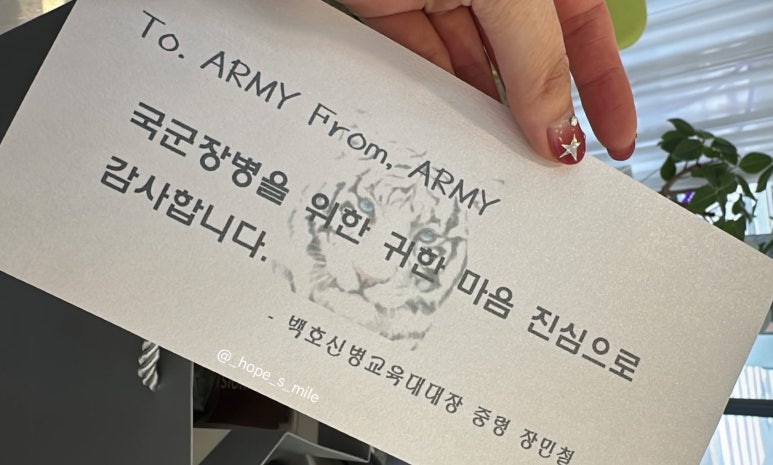 To. ARMY From. ARMY
국군장병을 위한 귀한 마음 진심으로
감사합니다.
- 백호신병교육대대장 중령 장민철
@_hope_s_mile